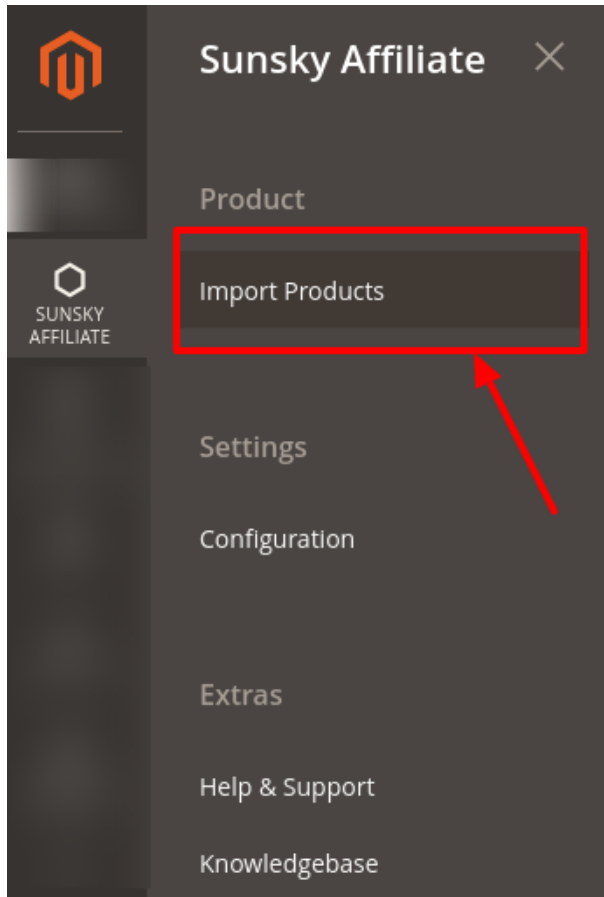 Sunsky Affiliate
SUNSKY
AFFILIATE
Product
Import Products
Settings
Configuration
Extras
Help & Support
Knowledgebase